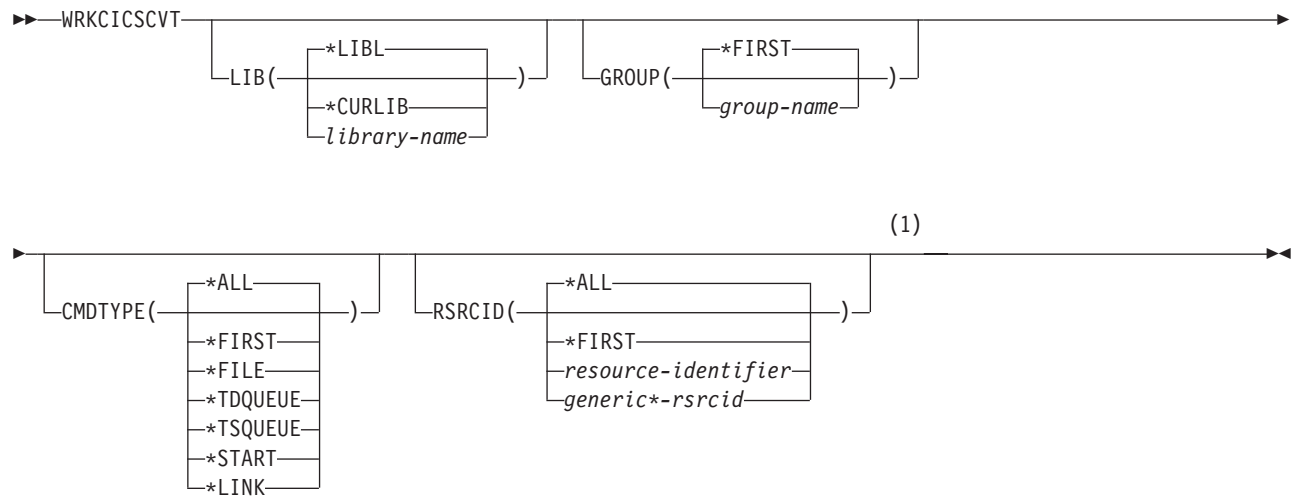 WRKCICSCVT
*LIBL
LIB( )
*CURLIB
library-name
*FIRST
GROUP( )
group-name
(1)
*ALL
CMDTYPE( )
*FIRST
*FILE
*TDQUEUE
*TSQUEUE
*START
*LINK
*ALL
RSRCID( )
*FIRST
resource-identifier
generic*-rsrcid